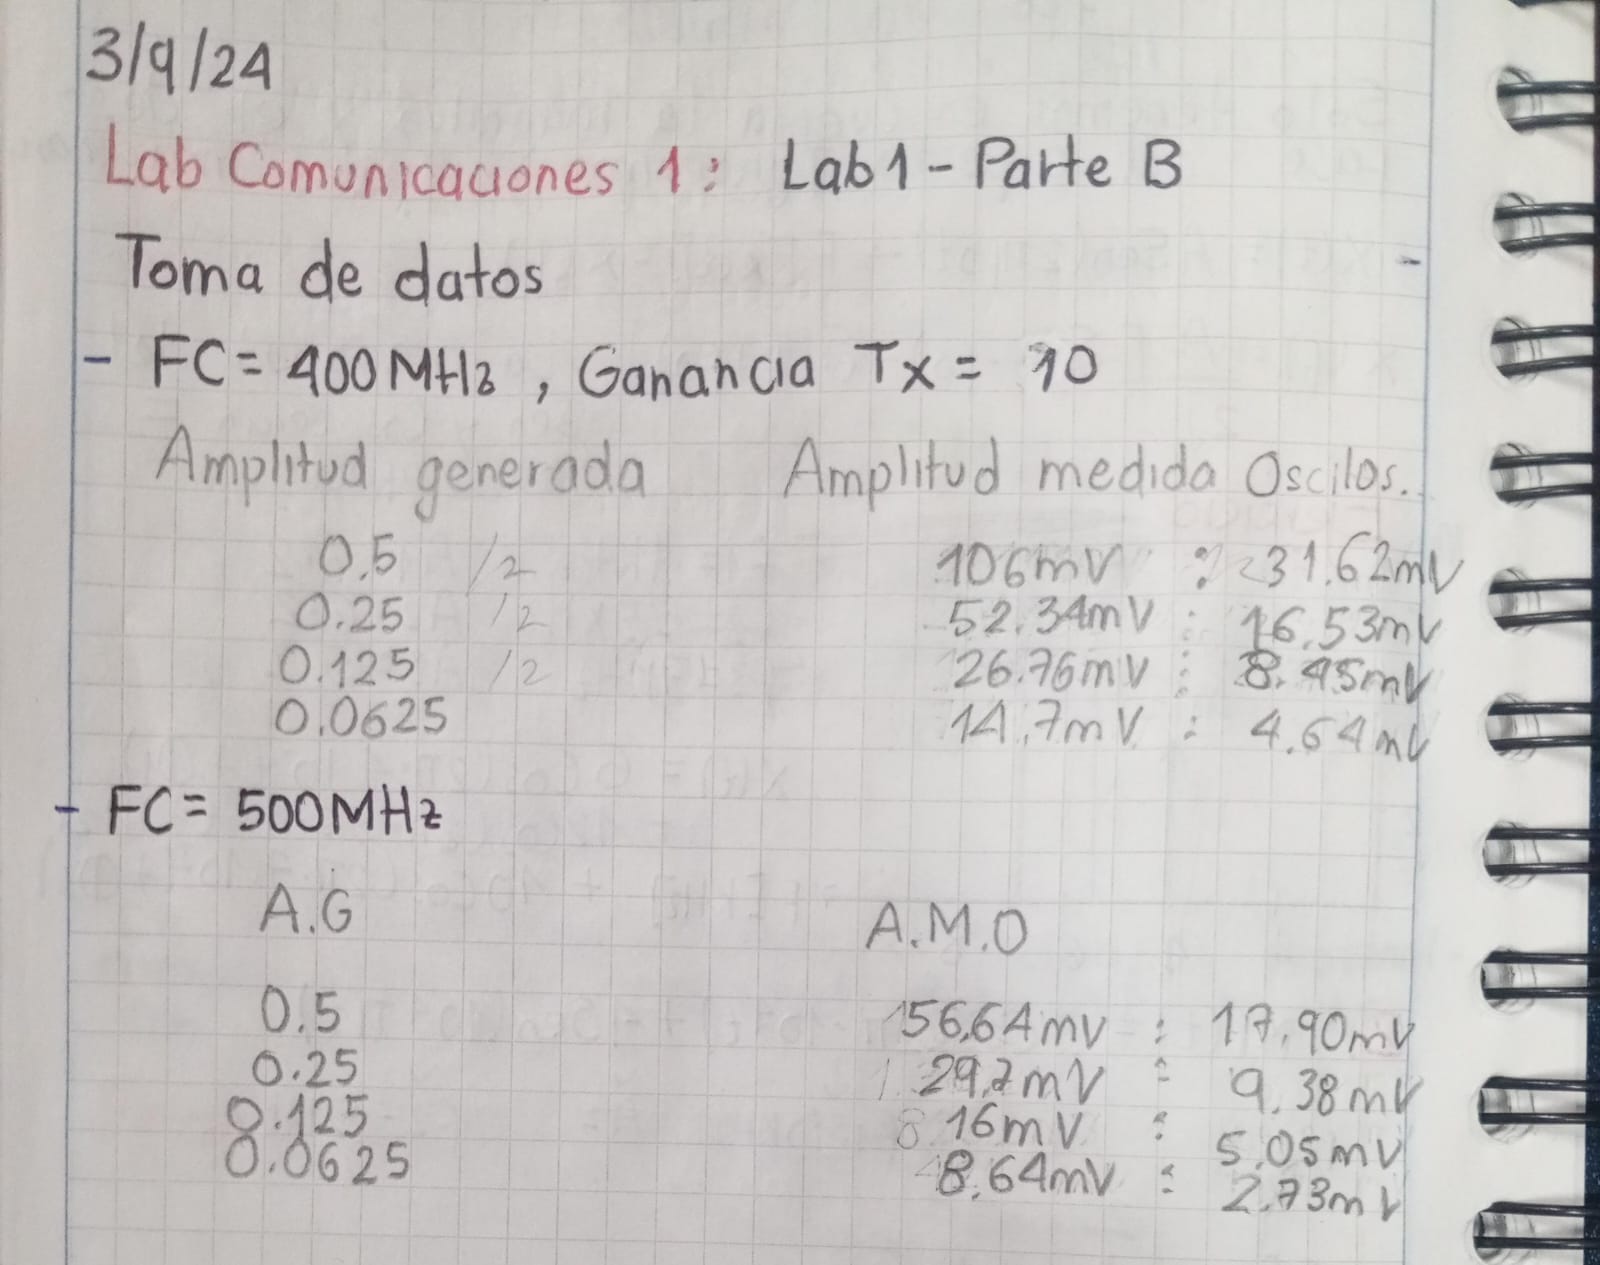 3/9/24
Lab Comunicaciones 1: Lab 1 - Parte B
Toma de datos
- FC = 400 MHz, Ganancia Tx = 10
Amplitud generada Amplitud medida Oscilos.
0.5 /2 106mV : 31.62mV
0.25 /2 52.34mV : 16.53mV
0.125 /2 26.76mV : 8.45mV
0.0625 14.7mV : 4.64mV
- FC = 500MHz
A.G A.M.O
0.5 56.64mV : 17.90mV
0.25 29.2mV : 9.38mV
0.125 16mV : 5.05mV
0.0625 8.64mV : 2.73mV